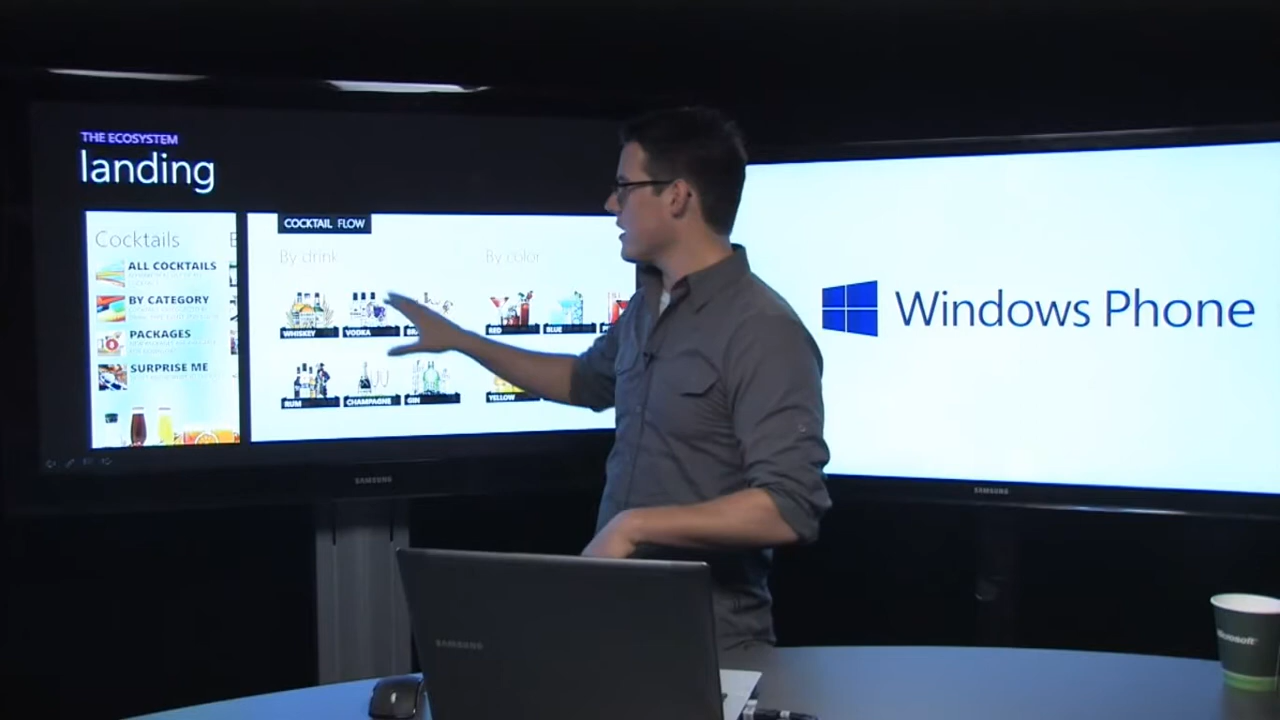 THE ECOSYSTEM
landing
Cocktails
ALL COCKTAILS
BY CATEGORY
PACKAGES
SURPRISE ME
COCKTAIL FLOW
By drink
By color
WHISKEY
VODKA
RED
BLUE
RUM
CHAMPAGNE
GIN
YELLOW
SAMSUNG
Windows Phone
SAMSUNG
SAMSUNG
Microsoft